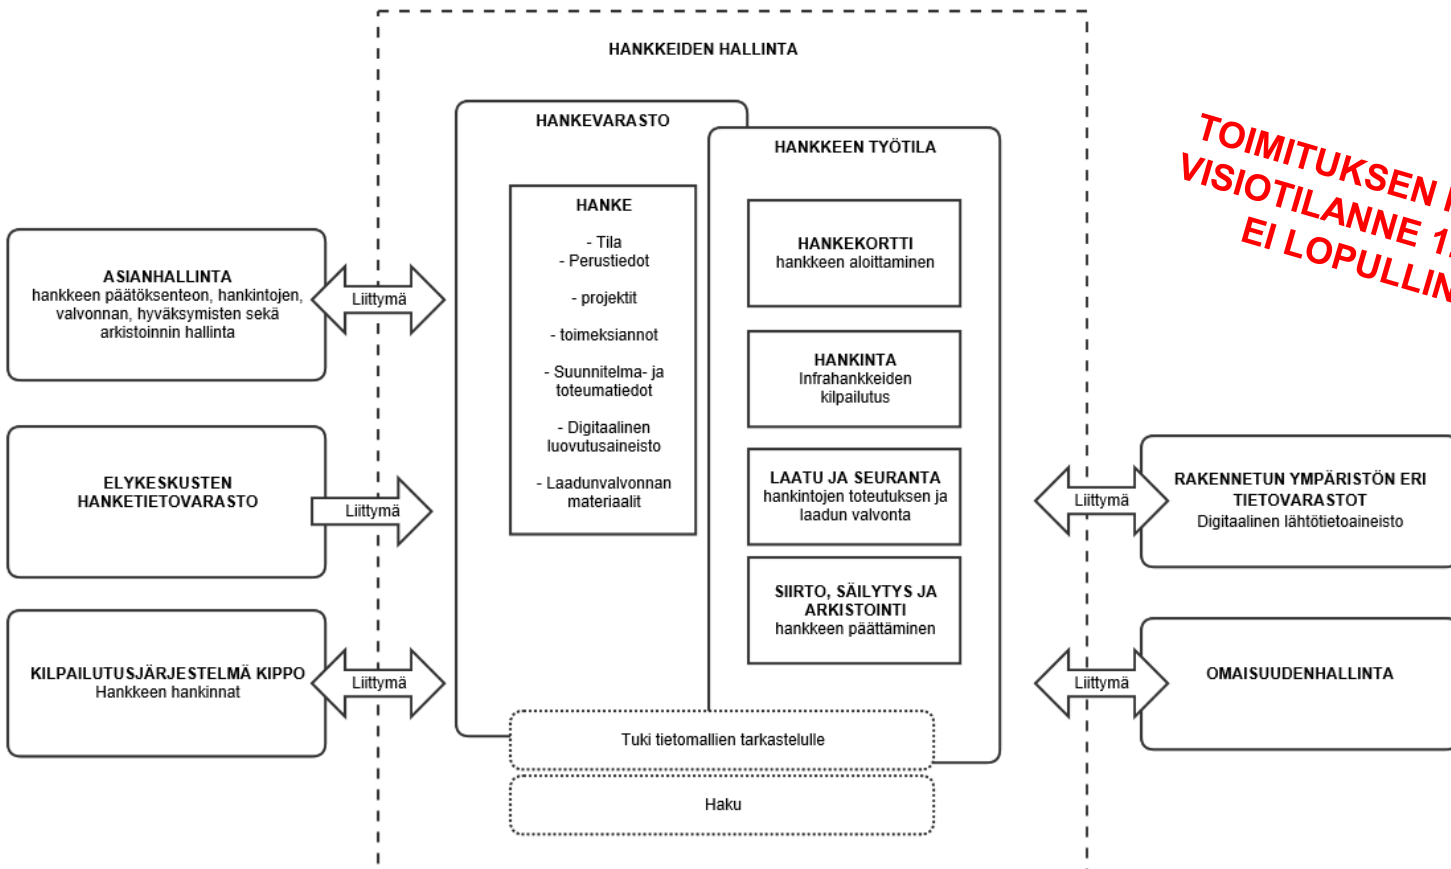 HANKKEIDEN HALLINTA
HANKEVARASTO
HANKE
- Tila
- Perustiedot
- projektit
- toimeksiannot
- Suunnitelma- ja
toteumatiedot
- Digitaalinen
luovutusaineisto
- Laadunvalvonnan
materiaalit
HANKKEEN TYÖTILA
HANKEKORTTI
hankkeen aloittaminen
HANKINTA
Infrahankkeiden
kilpailutus
LAATU JA SEURANTA
hankintojen toteutuksen ja
laadun valvonta
SIIRTO, SÄILYTYS JA
ARKISTOINTI
hankkeen päättäminen
Tuki tietomallien tarkastelulle
Haku
ASIANHALLINTA
hankkeen päätöksenteon, hankintojen,
valvonnan, hyväksymisten sekä
arkistoinnin hallinta
Liittymä
ELYKESKUSTEN
HANKETIETOVARASTO
Liittymä
KILPAILUTUSJÄRJESTELMÄ KIPPO
Hankkeen hankinnat
Liittymä
Liittymä
RAKENNETUN YMPÄRISTÖN ERI
TIETOVARASTOT
Digitaalinen lähtötietoaineisto
Liittymä
OMAISUUDENHALLINTA
TOIMITUKSEN
VISIOTILANNE
EI